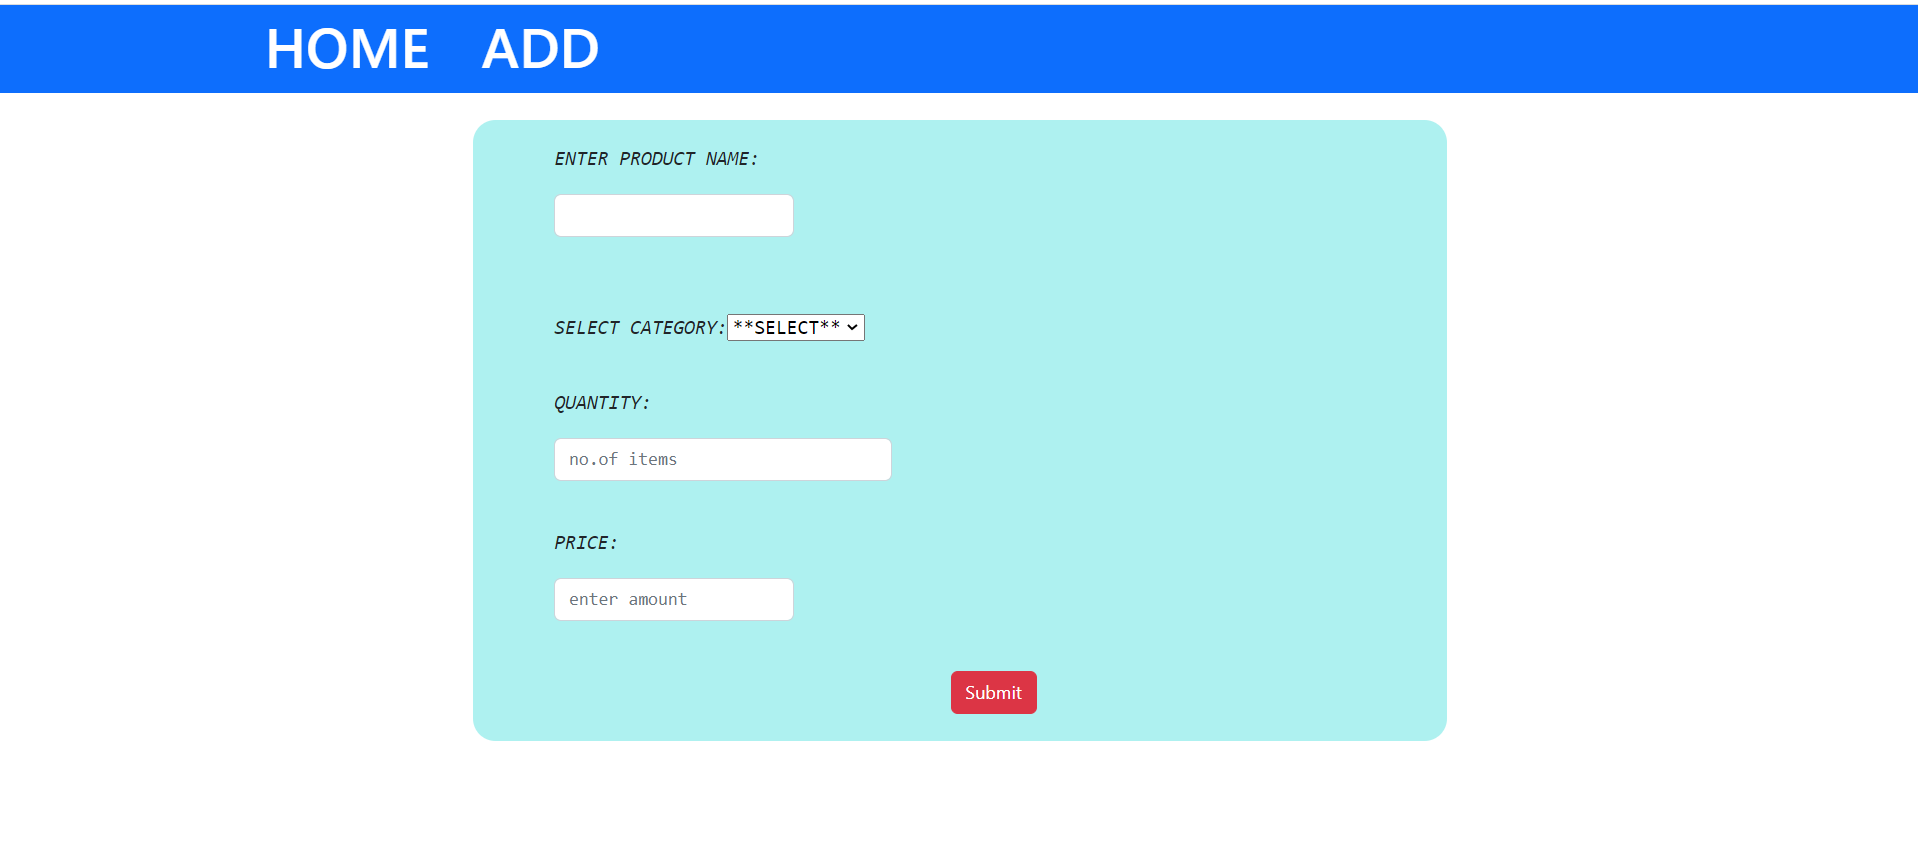 HOME ADD
ENTER PRODUCT NAME:
SELECT CATEGORY: **SELECT**
QUANTITY:
no.of items
PRICE:
enter amount
Submit